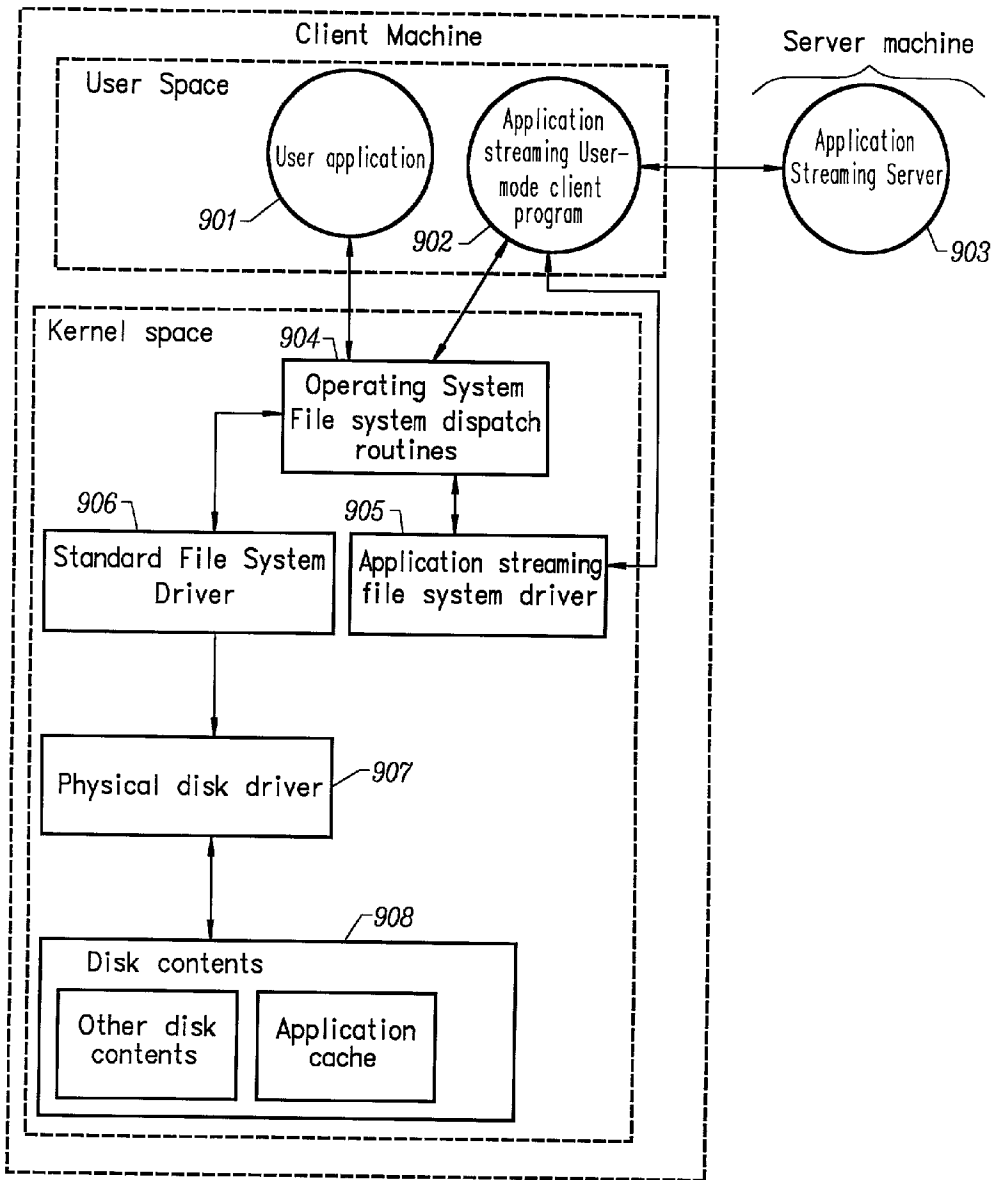 Client Machine
Server machine
User Space
User application
901
Application
streaming User-
mode client
program
902
Application
Streaming Server
903
Kernel space
904
Operating System
File system dispatch
routines
906
Standard File System
Driver
905
Application streaming
file system driver
Physical disk driver
907
908
Disk contents
Other disk
contents
Application
cache